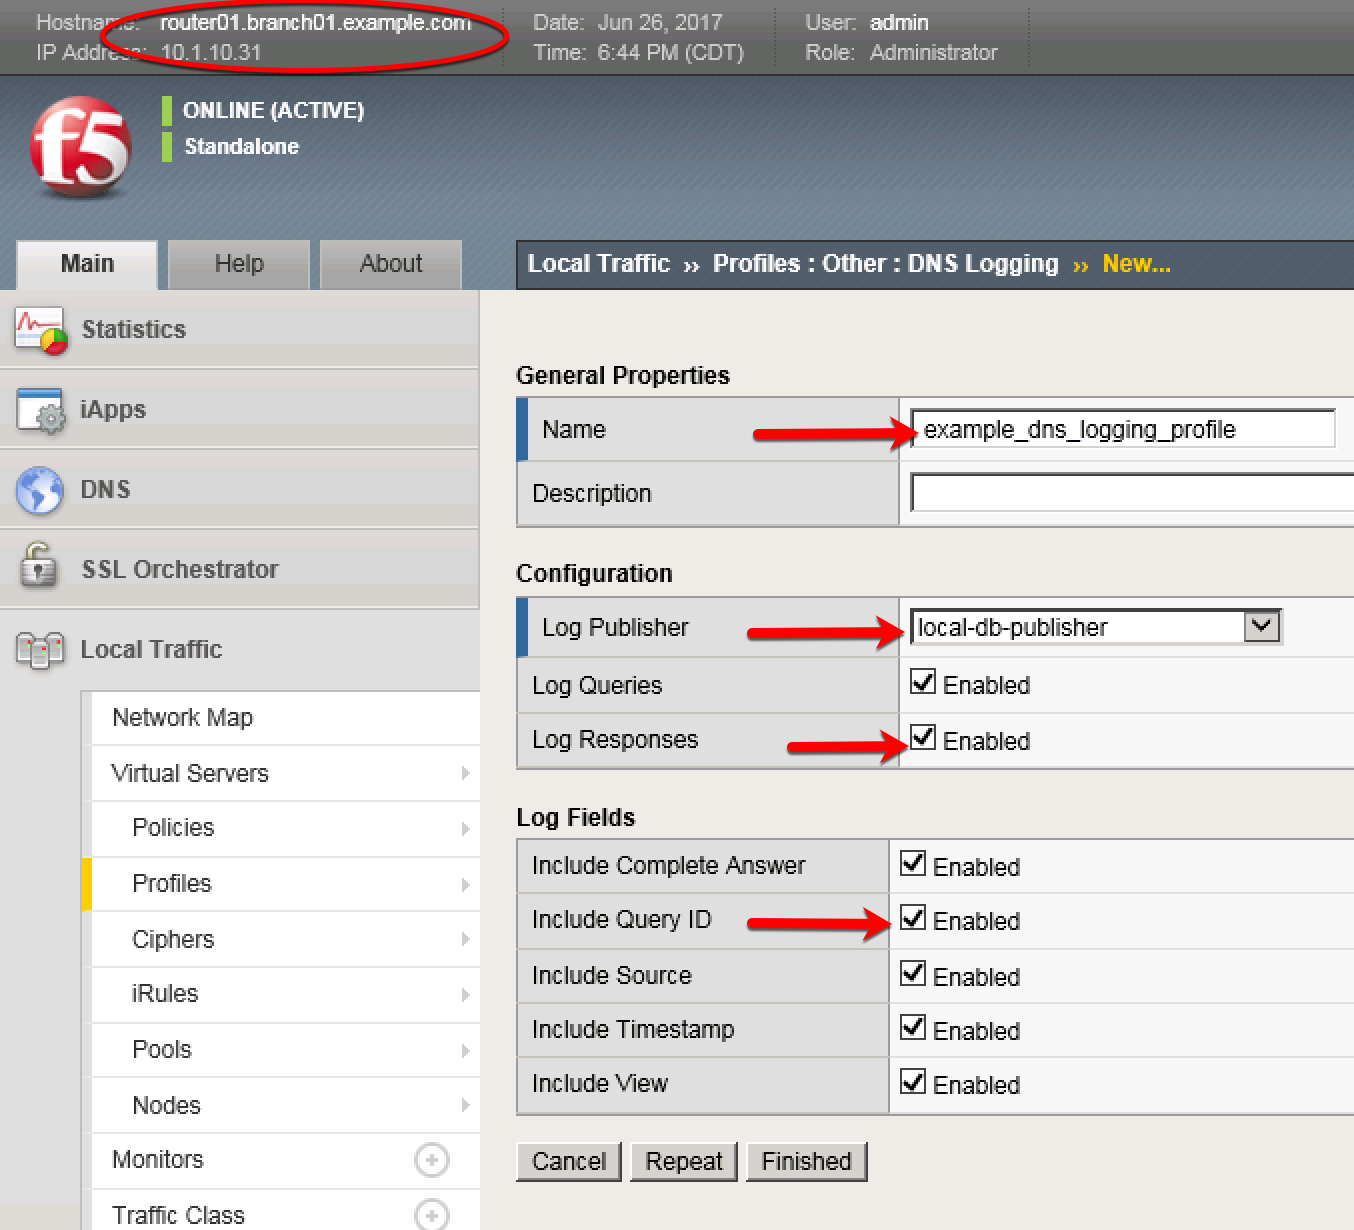 Hostname: router01.branch01.example.com Date: Jun 26, 2017 User: admin
IP Address: 10.1.10.31 Time: 6:44 PM (CDT) Role: Administrator
f5
ONLINE (ACTIVE)
Standalone
Main Help About
Local Traffic ›› Profiles : Other : DNS Logging ›› New...
Statistics
iApps
DNS
SSL Orchestrator
Local Traffic
Network Map
Virtual Servers
Policies
Profiles
Ciphers
iRules
Pools
Nodes
Monitors
Traffic Class
General Properties
Name example_dns_logging_profile
Description
Configuration
Log Publisher local-db-publisher
Log Queries Enabled
Log Responses Enabled
Log Fields
Include Complete Answer Enabled
Include Query ID Enabled
Include Source Enabled
Include Timestamp Enabled
Include View Enabled
Cancel Repeat Finished